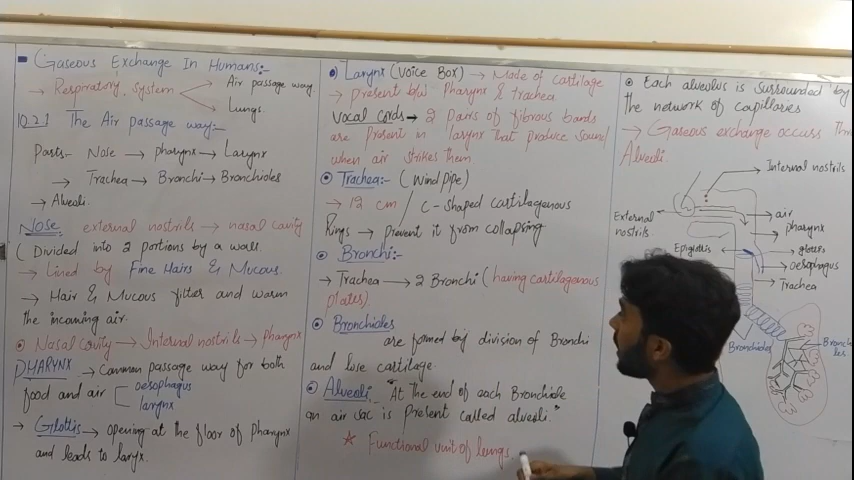 Gaseous Exchange In Humans:-
→ Respiratory System
Air passage way
Lungs.
10.2.1 The Air passage way:-
Parts- Nose → pharynx → Larynx
→ Trachea → Bronchi → Bronchioles
→ Alveoli.
Nose external nostrils → nasal cavity
( Divided into 2 portions by a wall.
→ Lined by Fine Hairs & Mucous.
→ Hair & Mucous filter and warm
the incoming air.
Nasal Cavity → Internal nostrils → pharynx
PHARYNX → Common passage way for both
food and air
oesophagus
larynx
→ Glottis → opening at the floor of pharynx
and leads to larynx.
Larynx (Voice Box) → Made of cartilage
→ present b/w Pharynx & trachea
Vocal cords → 2 Pairs of fibrous bands
are present in larynx that produce sound
when air strikes them
Trachea:- (Wind pipe)
→ 12 cm C-shaped cartilagenous
Rings → prevent it from collapsing
Bronchi:-
→ Trachea → 2 Bronchi (having cartilagenous
plates)
Bronchioles
are formed by division of Bronchi
and lose cartilage.
Alveoli- "At the end of each Bronchiole
an air sac is present called alveoli."
Functional unit of lungs.
Each alveolus is surrounded by
the network of capillaries
→ Gaseous exchange occurs
Alveoli.
Internal nostrils
External
nostrils
air
pharynx
Epiglottis
glottis
oesophagus
Trachea
Bronchioles
Bronchio
les